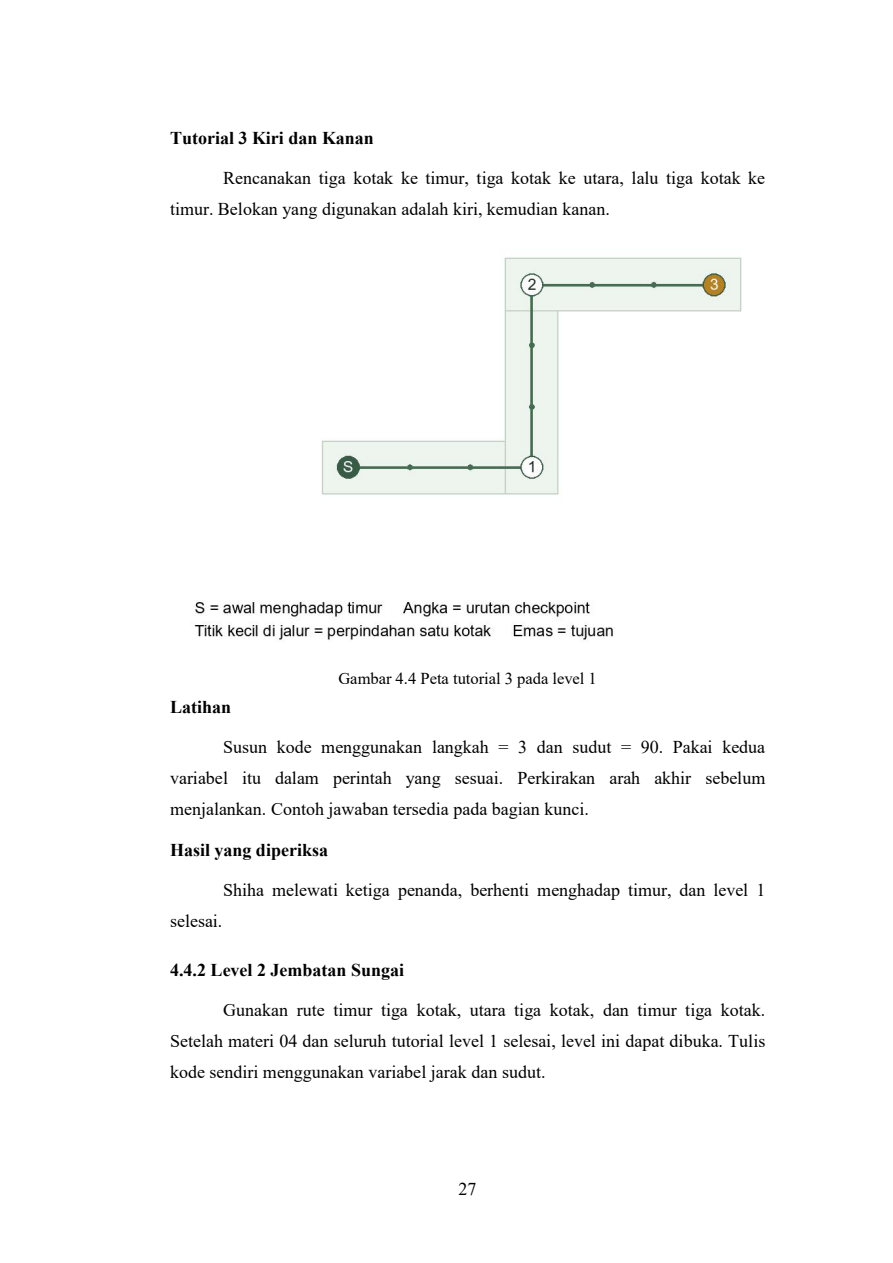 Tutorial 3 Kiri dan Kanan
Rencanakan tiga kotak ke timur, tiga kotak ke utara, lalu tiga kotak ke
timur. Belokan yang digunakan adalah kiri, kemudian kanan.
2
3
S
1
S = awal menghadap timur Angka = urutan checkpoint
Titik kecil di jalur = perpindahan satu kotak Emas = tujuan
Gambar 4.4 Peta tutorial 3 pada level 1
Latihan
Susun kode menggunakan langkah = 3 dan sudut = 90. Pakai kedua
variabel itu dalam perintah yang sesuai. Perkirakan arah akhir sebelum
menjalankan. Contoh jawaban tersedia pada bagian kunci.
Hasil yang diperiksa
Shiha melewati ketiga penanda, berhenti menghadap timur, dan level 1
selesai.
4.4.2 Level 2 Jembatan Sungai
Gunakan rute timur tiga kotak, utara tiga kotak, dan timur tiga kotak.
Setelah materi 04 dan seluruh tutorial level 1 selesai, level ini dapat dibuka. Tulis
kode sendiri menggunakan variabel jarak dan sudut.
27